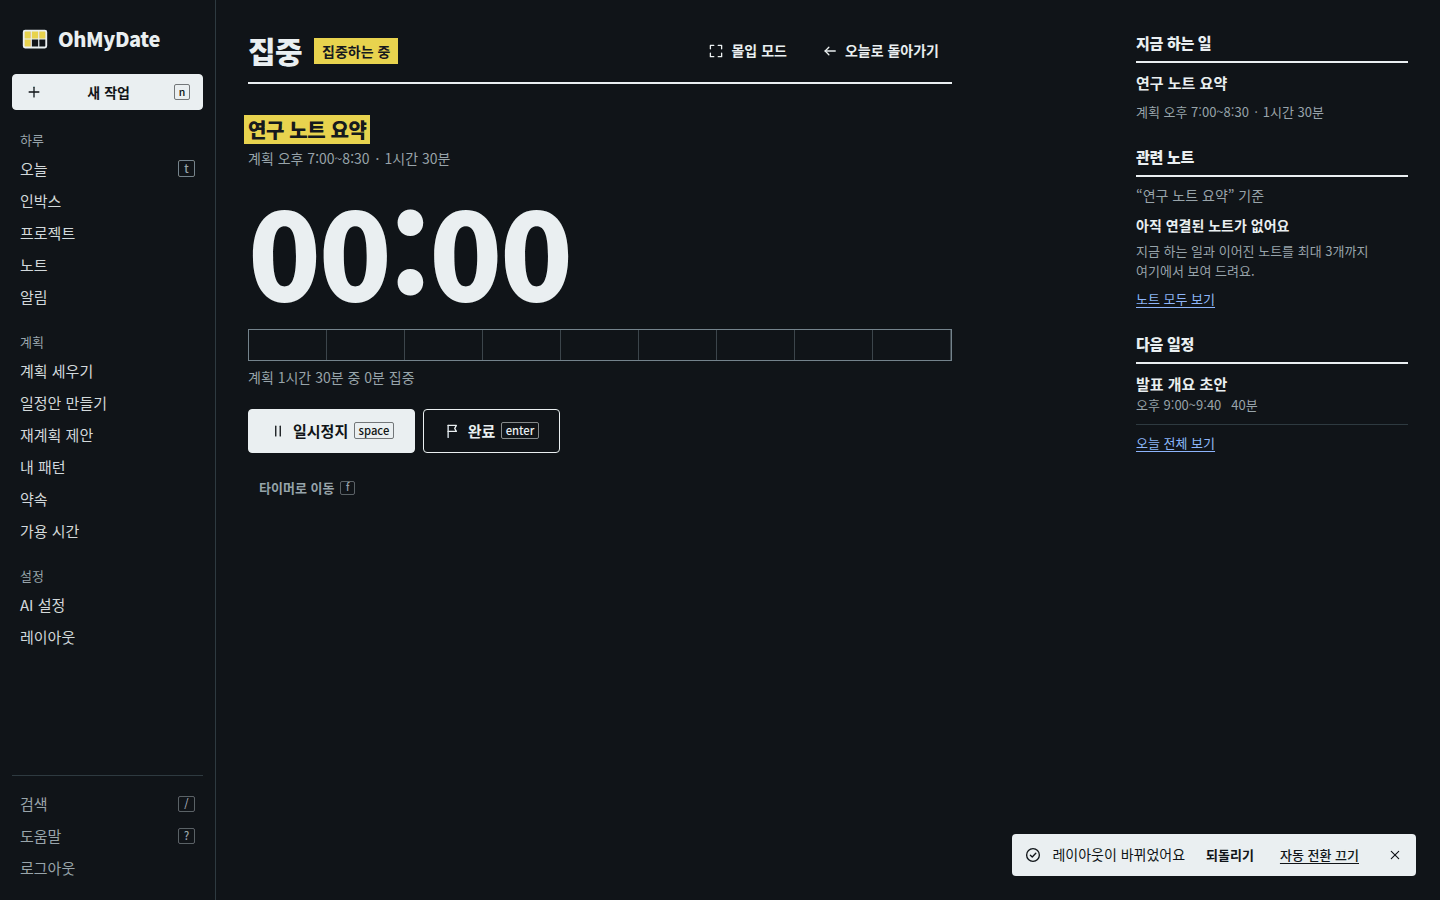 OhMyDate
새 작업 n
하루
오늘 t
인박스
프로젝트
노트
알림
계획
계획 세우기
일정안 만들기
재계획 제안
내 패턴
약속
가용 시간
설정
AI 설정
레이아웃
검색 /
도움말 ?
로그아웃
집중 집중하는 중 몰입 모드 오늘로 돌아가기
연구 노트 요약
계획 오후 7:00~8:30 · 1시간 30분
00:00
계획 1시간 30분 중 0분 집중
일시정지 space 완료 enter
타이머로 이동 f
지금 하는 일
연구 노트 요약
계획 오후 7:00~8:30 · 1시간 30분
관련 노트
“연구 노트 요약” 기준
아직 연결된 노트가 없어요
지금 하는 일과 이어진 노트를 최대 3개까지
여기에서 보여 드려요.
노트 모두 보기
다음 일정
발표 개요 초안
오후 9:00~9:40 40분
오늘 전체 보기
레이아웃이 바뀌었어요 되돌리기 자동 전환 끄기